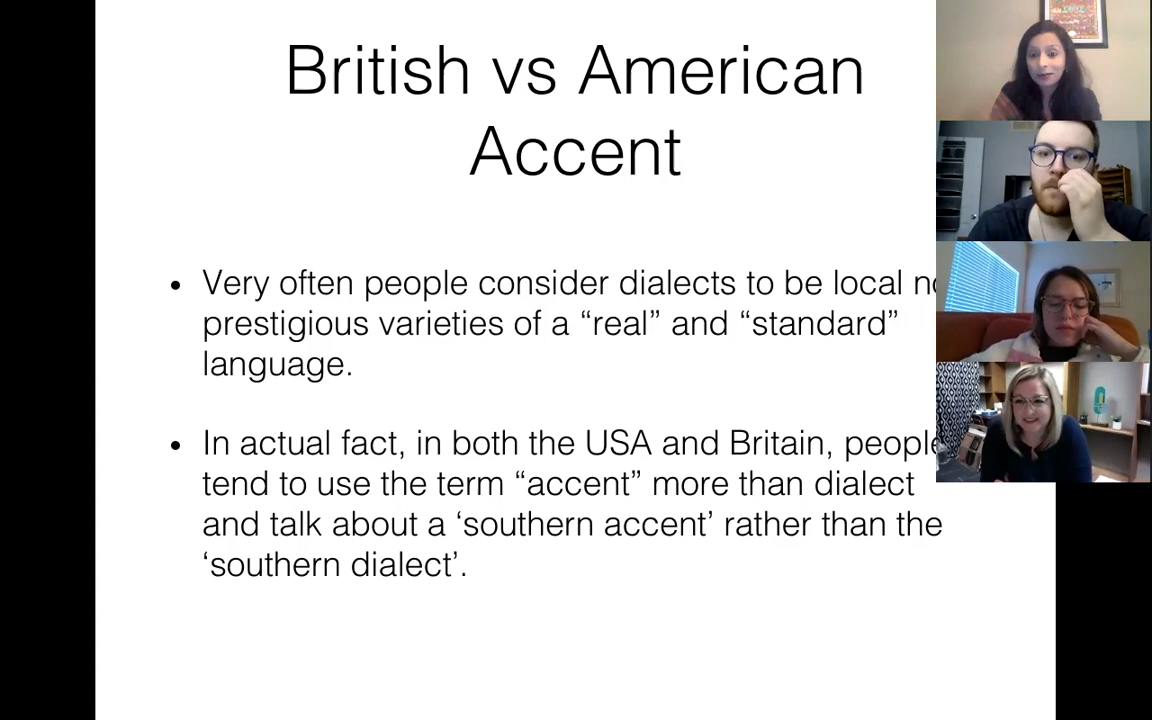 British vs American
Accent
• Very often people consider dialects to be local
prestigious varieties of a “real” and “standard”
language.
• In actual fact, in both the USA and Britain, people
tend to use the term “accent” more than dialect
and talk about a ‘southern accent’ rather than the
‘southern dialect’.